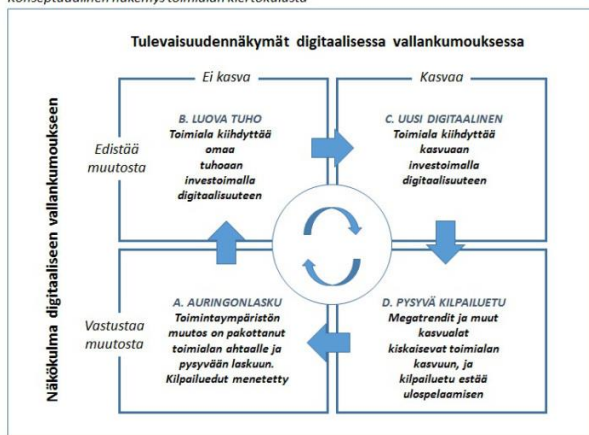 Konseptuaalinen näkemys toimialan kiertokulusta
Tulevaisuudennäkymät digitaalisessa vallankumouksessa
Ei kasva
Kasvaa
Näkökulma digitaaliseen vallankumoukseen
Edistää
muutosta
B. LUOVA TUHO
Toimiala kiihdyttää
omaa
tuhoaan
investoimalla
digitaalisuuteen
C. UUSI DIGITAALINEN
Toimiala kiihdyttää
kasvuaan
investoimalla
digitaalisuuteen
Vastustaa
muutosta
A. AURINGONLASKU
Toimintaympäristön
muutos on pakottanut
toimialan ahtaalle ja
pysyvään laskuun.
Kilpailuedut menetetty
D. PYSYVÄ KILPAILUETU
Megatrendit ja muut
kasvualat
kiskaisevat toimialan
kasvuun, ja
kilpailuetu estää
ulospelaamisen